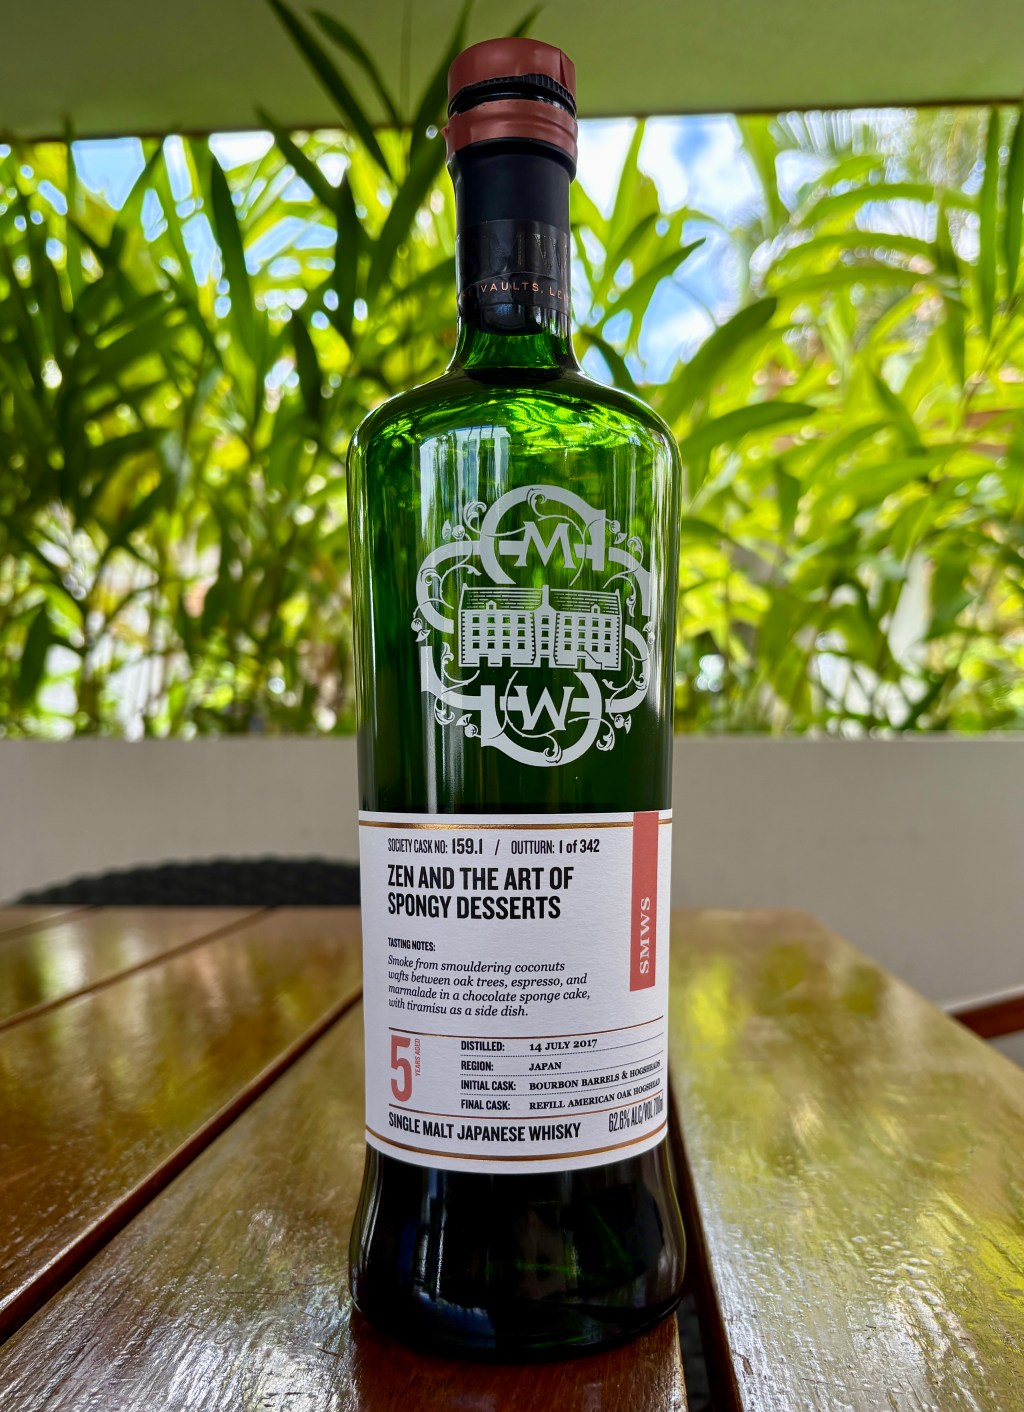 VAULTS, LE
M
W
SOCIETY CASK NO: 159.1 / OUTTURN: 1 of 342
ZEN AND THE ART OF
SPONGY DESSERTS
SMWS
TASTING NOTES:
Smoke from smouldering coconuts
wafts between oak trees, espresso, and
marmalade in a chocolate sponge cake,
with tiramisu as a side dish.
5 YEARS AGED
DISTILLED: 14 JULY 2017
REGION: JAPAN
INITIAL CASK: BOURBON BARRELS & HOGSHEADS
FINAL CASK: REFILL AMERICAN OAK HOGSHEAD
SINGLE MALT JAPANESE WHISKY 62.6% ALC/VOL 700ml